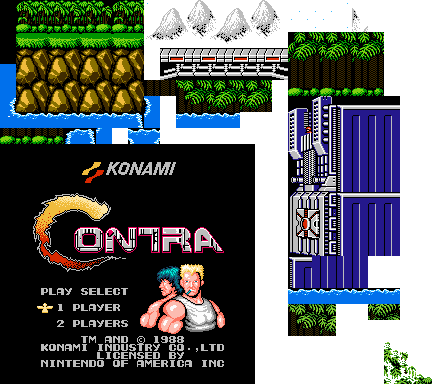 KONAMI
CONTRA
PLAY SELECT
1 PLAYER
2 PLAYERS
TM AND © 1988
KONAMI INDUSTRY CO.,LTD
LICENSED BY
NINTENDO OF AMERICA INC